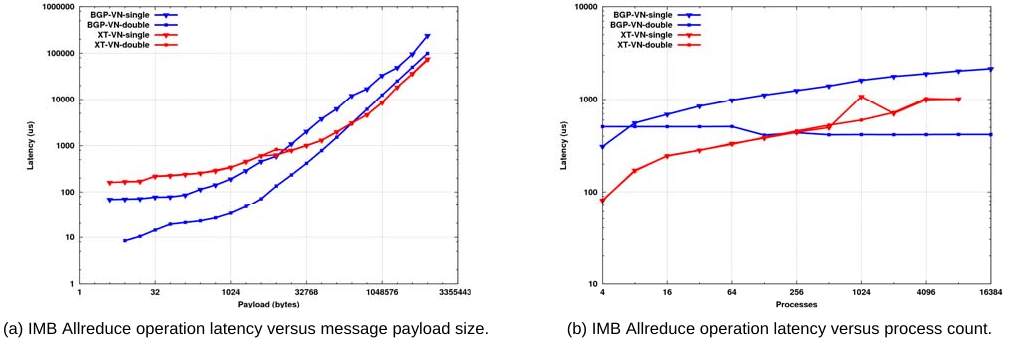 1000000
100000
10000
1000
100
10
1
Latency (us)
BGP-VN-single
BGP-VN-double
XT-VN-single
XT-VN-double
1 32 1024 32768 1048576 3355443
Payload (bytes)
(a) IMB Allreduce operation latency versus message payload size.
10000
1000
100
10
Latency (us)
BGP-VN-single
BGP-VN-double
XT-VN-single
XT-VN-double
4 16 64 256 1024 4096 16384
Processes
(b) IMB Allreduce operation latency versus process count.